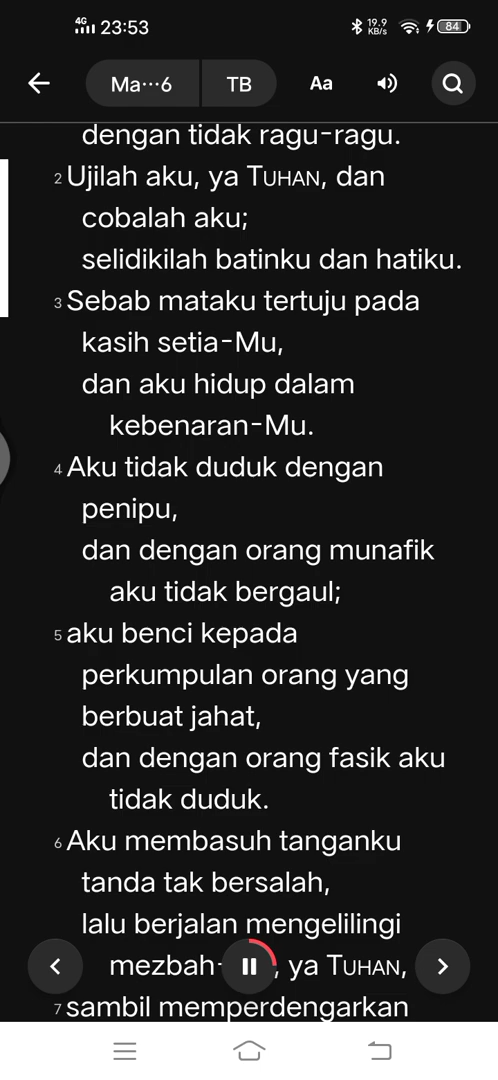 4G 23:53 19.9 KB/s 84
Ma···6 TB Aa
dengan tidak ragu-ragu.
2 Ujilah aku, ya TUHAN, dan
cobalah aku;
selidikilah batinku dan hatiku.
3 Sebab mataku tertuju pada
kasih setia-Mu,
dan aku hidup dalam
kebenaran-Mu.
4 Aku tidak duduk dengan
penipu,
dan dengan orang munafik
aku tidak bergaul;
5 aku benci kepada
perkumpulan orang yang
berbuat jahat,
dan dengan orang fasik aku
tidak duduk.
6 Aku membasuh tanganku
tanda tak bersalah,
lalu berjalan mengelilingi
mezbah- , ya TUHAN,
7 sambil memperdengarkan